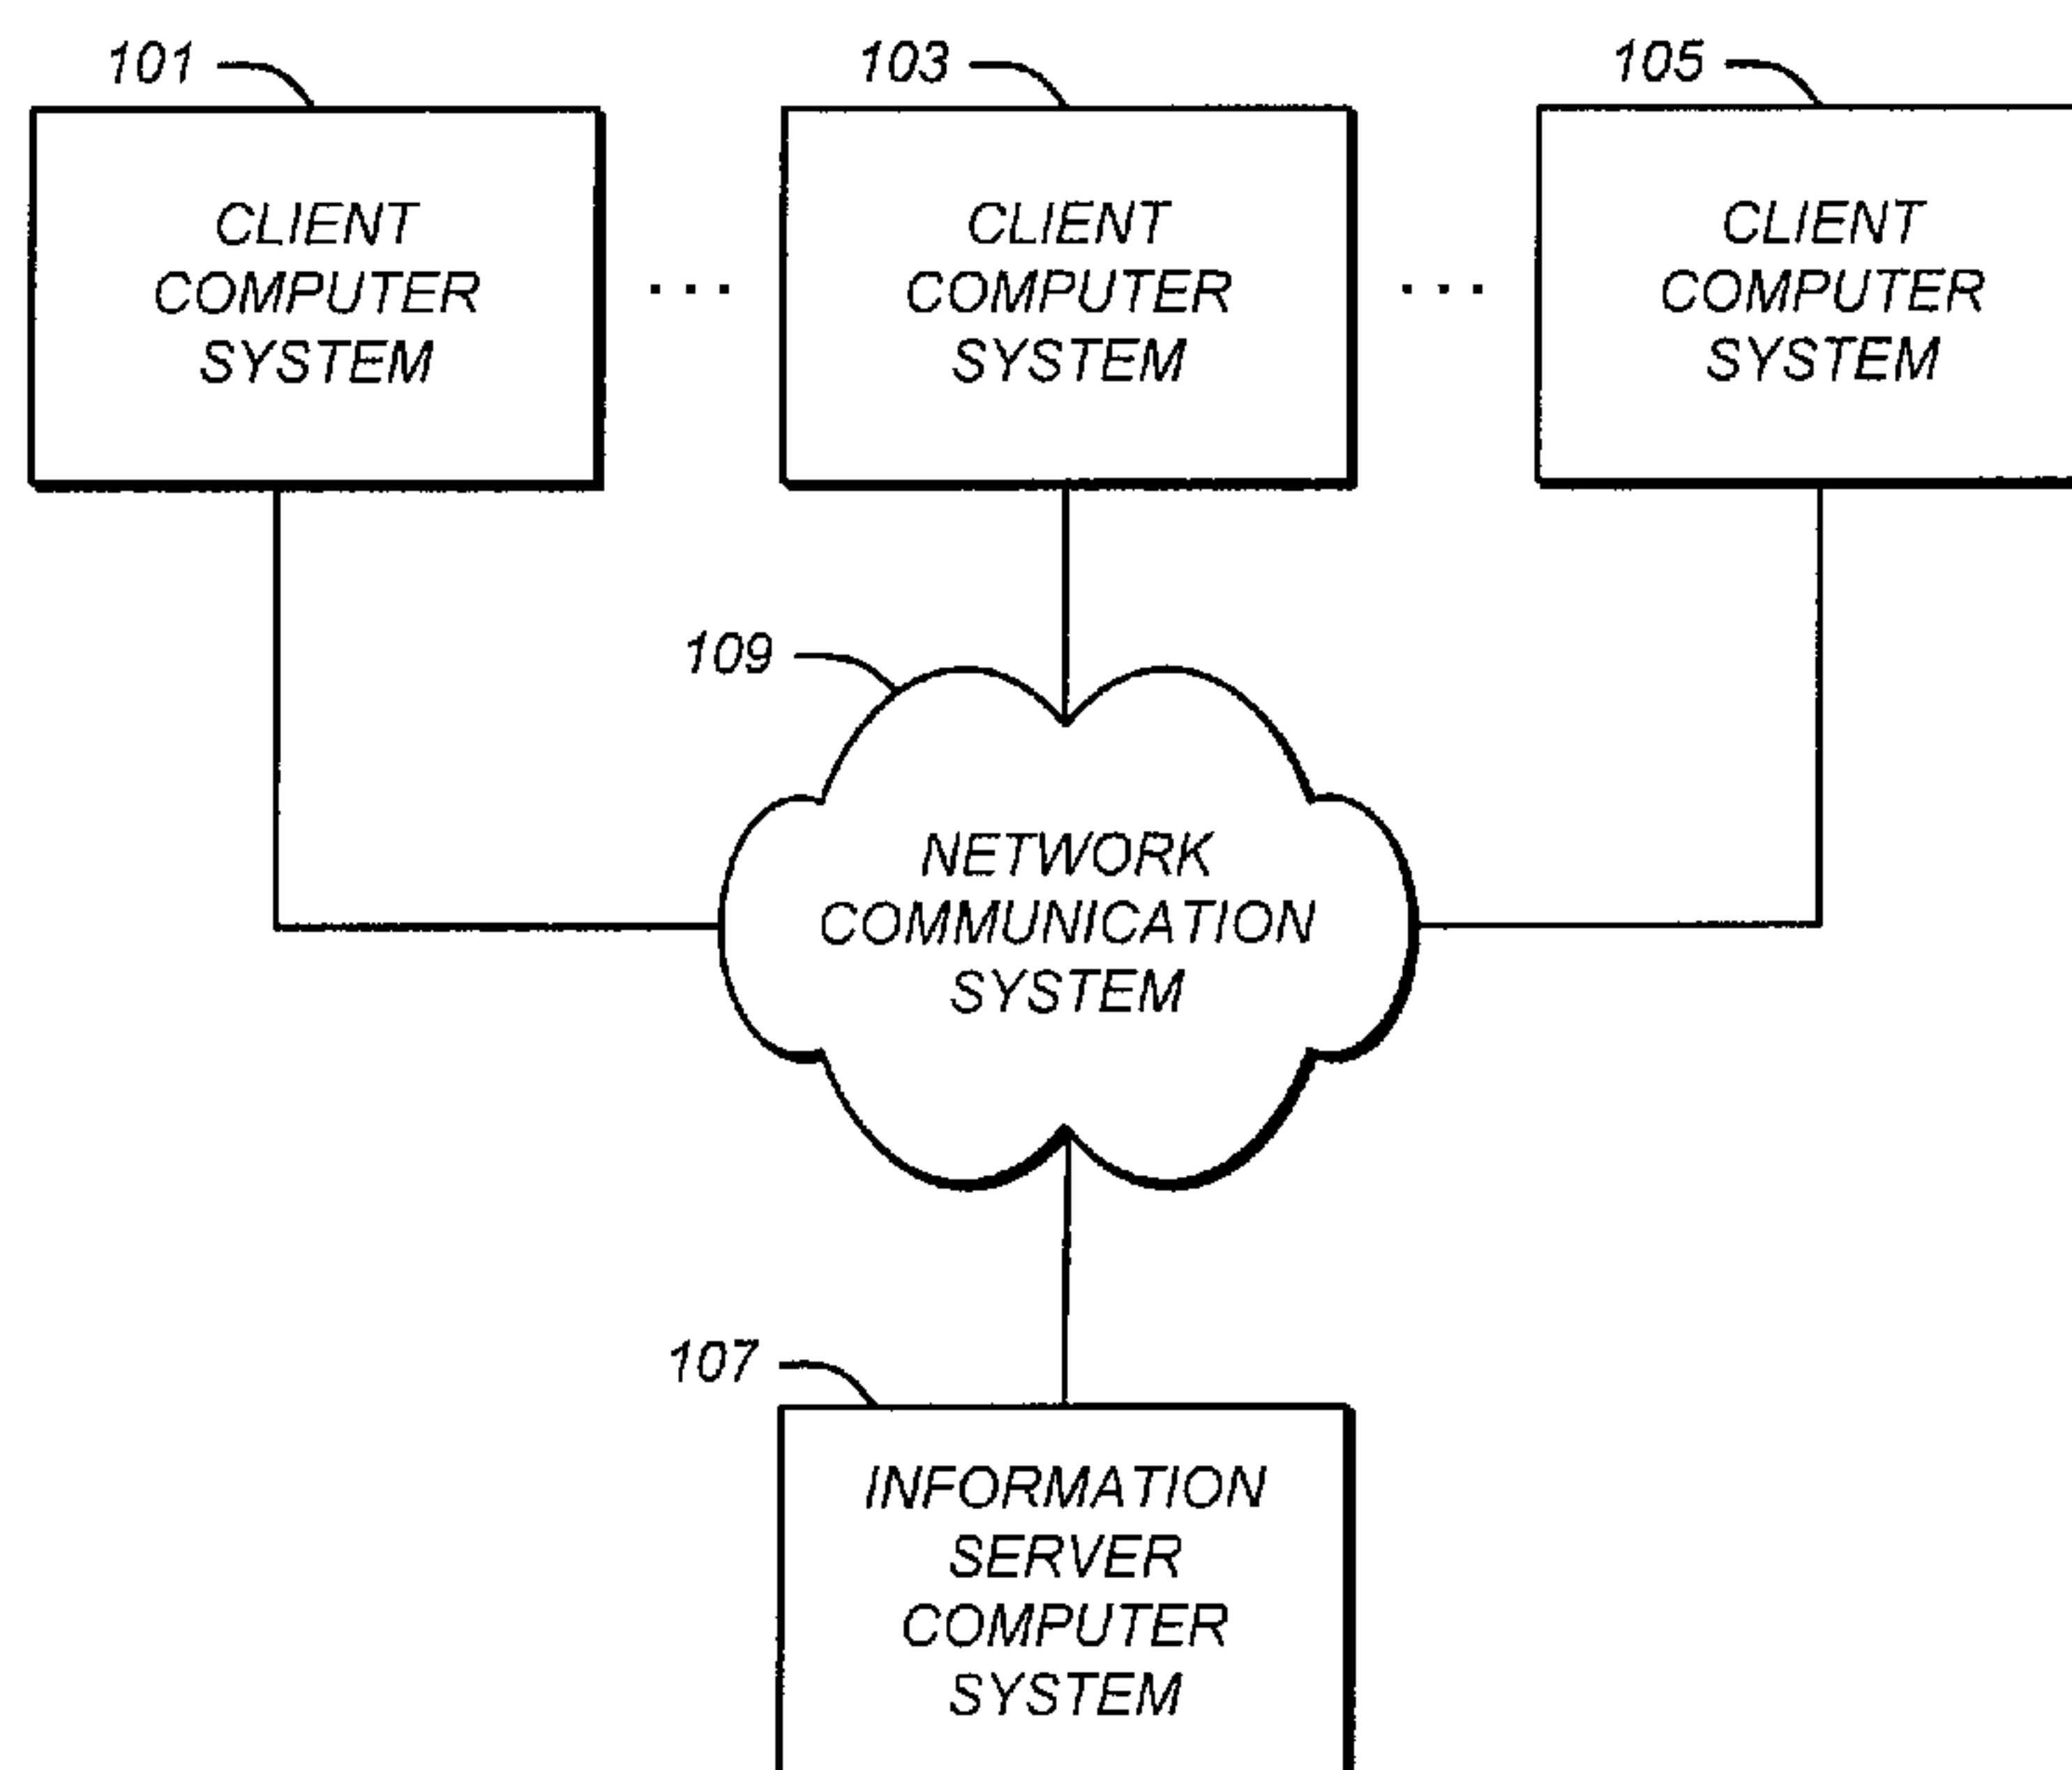 101
103
105
CLIENT
COMPUTER
SYSTEM
. . .
CLIENT
COMPUTER
SYSTEM
. . .
CLIENT
COMPUTER
SYSTEM
109
NETWORK
COMMUNICATION
SYSTEM
107
INFORMATION
SERVER
COMPUTER
SYSTEM